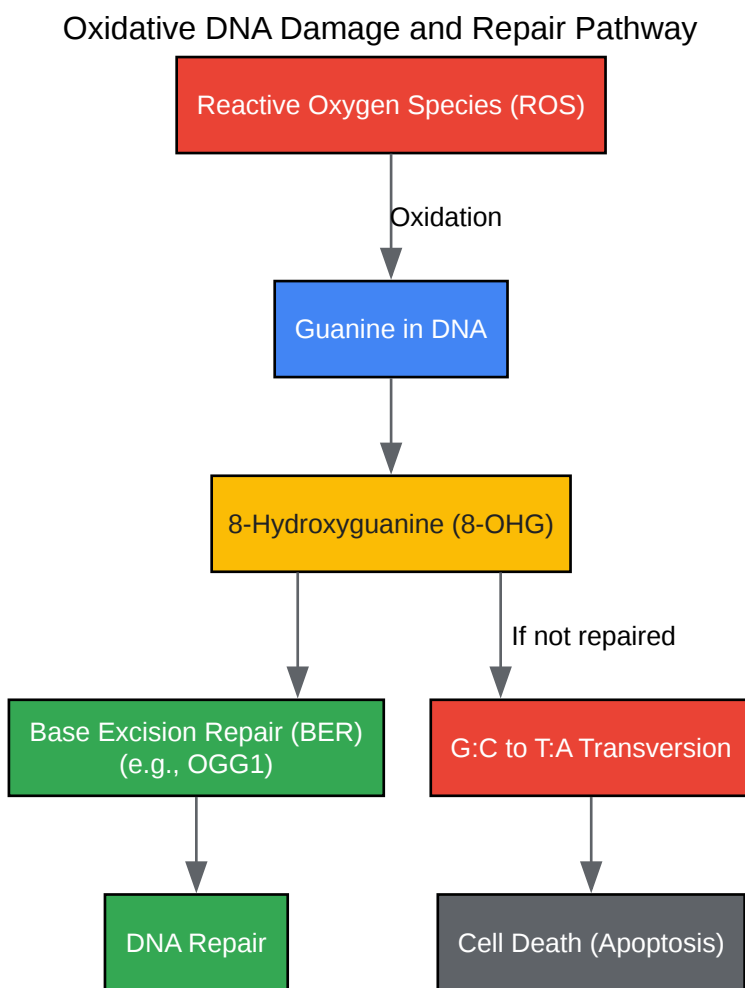 Oxidative DNA Damage and Repair Pathway
Reactive Oxygen Species (ROS)
Oxidation
Guanine in DNA
8-Hydroxyguanine (8-OHG)
If not repaired
Base Excision Repair (BER)
(e.g., OGG1)
G:C to T:A Transversion
DNA Repair
Cell Death (Apoptosis)